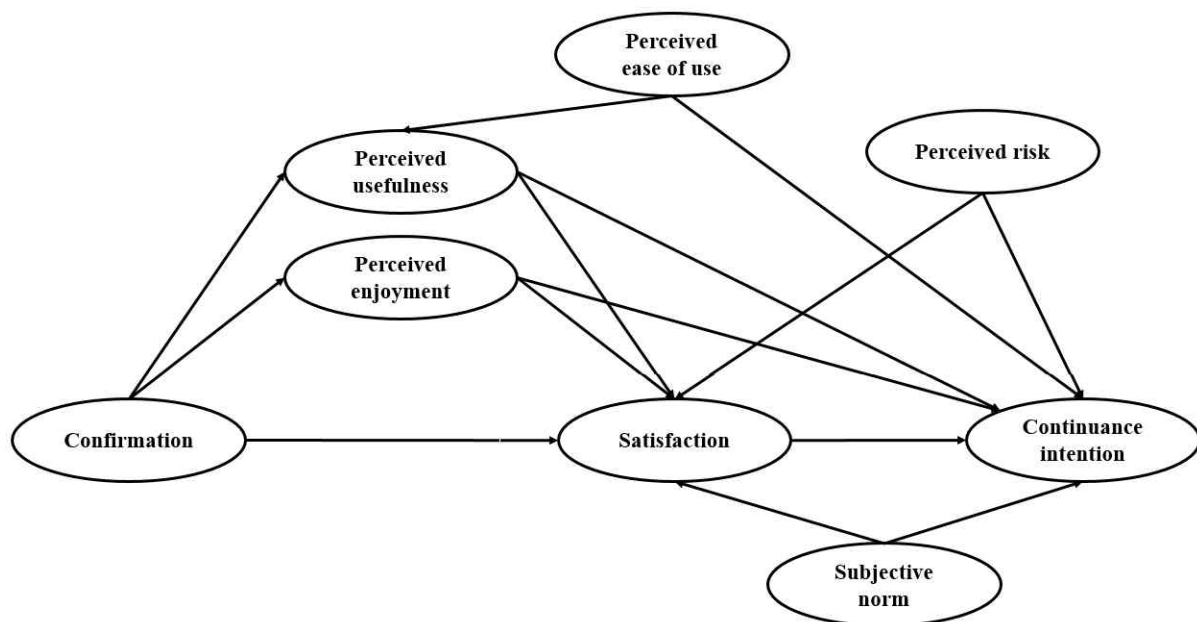 Perceived
ease of use
Perceived risk
Perceived
usefulness
Perceived
enjoyment
Confirmation
Satisfaction
Continuance
intention
Subjective
norm